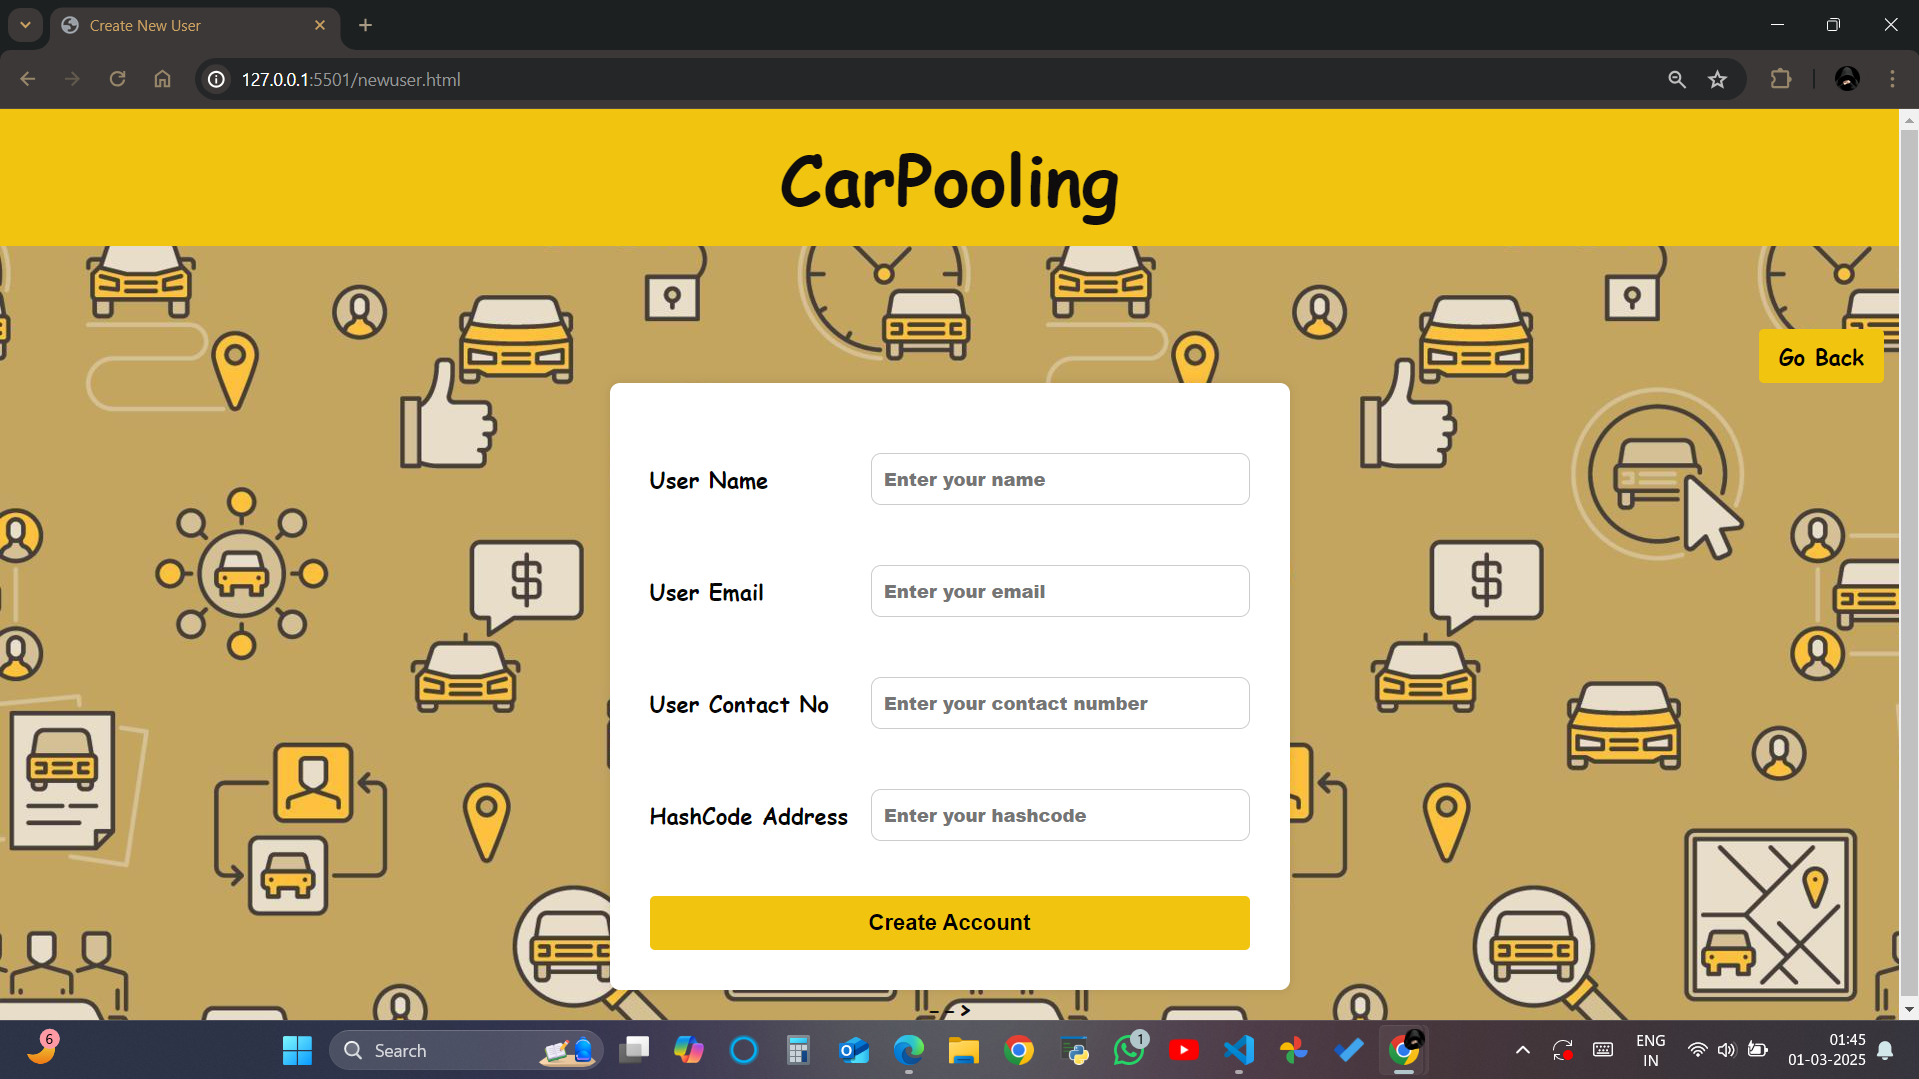 Create New User
127.0.0.1:5501/newuser.html
CarPooling
Go Back
User Name
Enter your name
User Email
Enter your email
User Contact No
Enter your contact number
HashCode Address
Enter your hashcode
Create Account
-->
$
$
6
Search
1
ENG
IN
01:45
01-03-2025